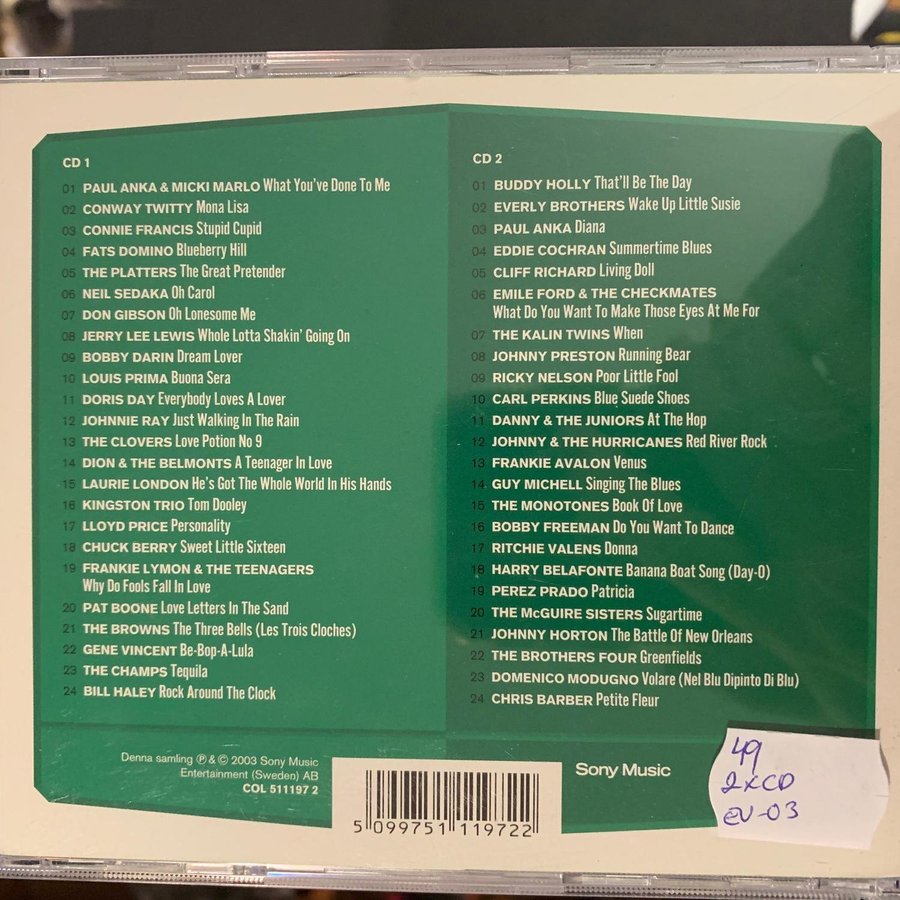 CD 1
01 PAUL ANKA & MICKI MARLO What You've Done To Me
02 CONWAY TWITTY Mona Lisa
03 CONNIE FRANCIS Stupid Cupid
04 FATS DOMINO Blueberry Hill
05 THE PLATTERS The Great Pretender
06 NEIL SEDAKA Oh Carol
07 DON GIBSON Oh Lonesome Me
08 JERRY LEE LEWIS Whole Lotta Shakin' Going On
09 BOBBY DARIN Dream Lover
10 LOUIS PRIMA Buona Sera
11 DORIS DAY Everybody Loves A Lover
12 JOHNNIE RAY Just Walking In The Rain
13 THE CLOVERS Love Potion No 9
14 DION & THE BELMONTS A Teenager In Love
15 LAURIE LONDON He's Got The Whole World In His Hands
16 KINGSTON TRIO Tom Dooley
17 LLOYD PRICE Personality
18 CHUCK BERRY Sweet Little Sixteen
19 FRANKIE LYMON & THE TEENAGERS
Why Do Fools Fall In Love
20 PAT BOONE Love Letters In The Sand
21 THE BROWNS The Three Bells (Les Trois Cloches)
22 GENE VINCENT Be-Bop-A-Lula
23 THE CHAMPS Tequila
24 BILL HALEY Rock Around The Clock
CD 2
01 BUDDY HOLLY That'll Be The Day
02 EVERLY BROTHERS Wake Up Little Susie
03 PAUL ANKA Diana
04 EDDIE COCHRAN Summertime Blues
05 CLIFF RICHARD Living Doll
06 EMILE FORD & THE CHECKMATES
What Do You Want To Make Those Eyes At Me For
07 THE KALIN TWINS When
08 JOHNNY PRESTON Running Bear
09 RICKY NELSON Poor Little Fool
10 CARL PERKINS Blue Suede Shoes
11 DANNY & THE JUNIORS At The Hop
12 JOHNNY & THE HURRICANES Red River Rock
13 FRANKIE AVALON Venus
14 GUY MICHELL Singing The Blues
15 THE MONOTONES Book Of Love
16 BOBBY FREEMAN Do You Want To Dance
17 RITCHIE VALENS Donna
18 HARRY BELAFONTE Banana Boat Song (Day-O)
19 PEREZ PRADO Patricia
20 THE McGUIRE SISTERS Sugartime
21 JOHNNY HORTON The Battle Of New Orleans
22 THE BROTHERS FOUR Greenfields
23 DOMENICO MODUGNO Volare (Nel Blu Dipinto Di Blu)
24 CHRIS BARBER Petite Fleur
Denna samling ℗ & © 2003 Sony Music
Entertainment (Sweden) AB
COL 511197 2
5 099751 119722
Sony Music
49
2xCD
EV-03